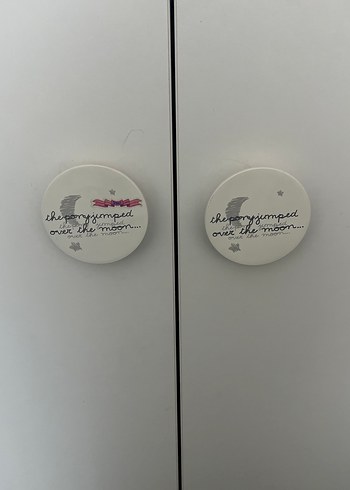 the pony jumped
over the moon....
the pony jumped
over the moon....